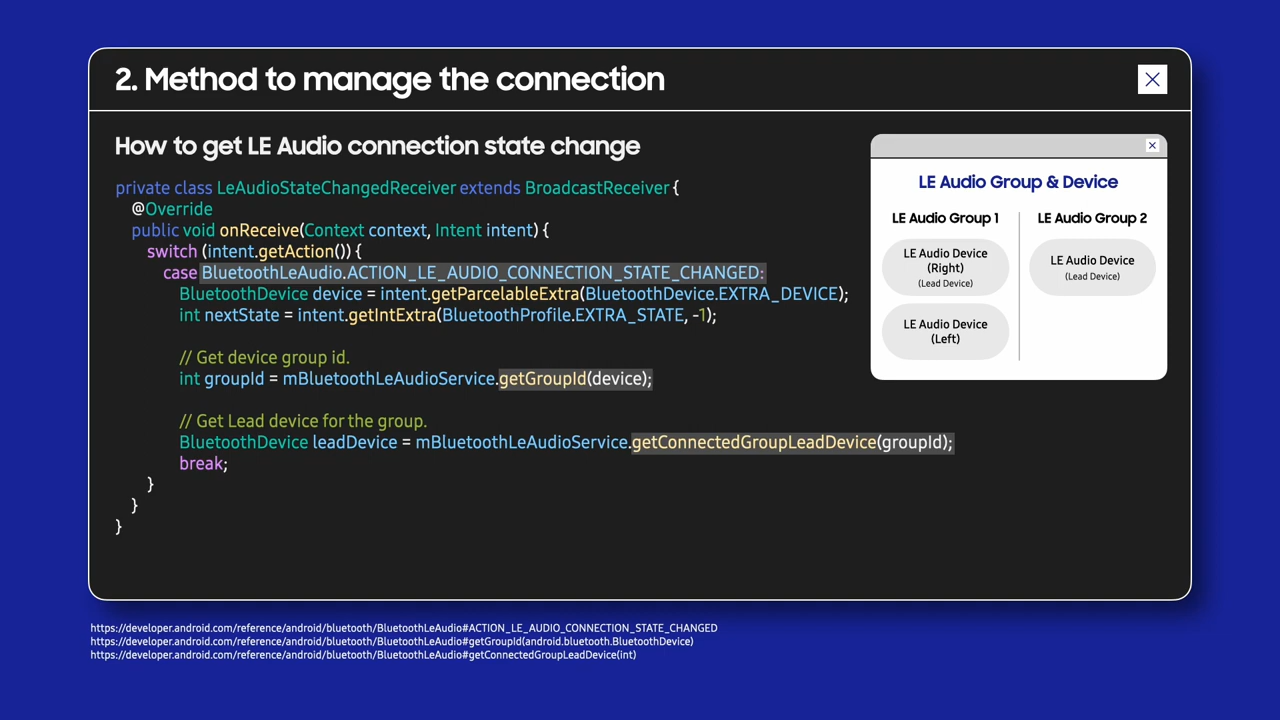 2. Method to manage the connection
How to get LE Audio connection state change
private class LeAudioStateChangedReceiver extends BroadcastReceiver {
@Override
public void onReceive(Context context, Intent intent) {
switch (intent.getAction()) {
case BluetoothLeAudio.ACTION_LE_AUDIO_CONNECTION_STATE_CHANGED:
BluetoothDevice device = intent.getParcelableExtra(BluetoothDevice.EXTRA_DEVICE);
int nextState = intent.getIntExtra(BluetoothProfile.EXTRA_STATE, -1);
// Get device group id.
int groupId = mBluetoothLeAudioService.getGroupId(device);
// Get Lead device for the group.
BluetoothDevice leadDevice = mBluetoothLeAudioService.getConnectedGroupLeadDevice(groupId);
break;
}
}
}
LE Audio Group & Device
LE Audio Group 1
LE Audio Device
(Right)
(Lead Device)
LE Audio Device
(Left)
LE Audio Group 2
LE Audio Device
(Lead Device)
https://developer.android.com/reference/android/bluetooth/BluetoothLeAudio#ACTION_LE_AUDIO_CONNECTION_STATE_CHANGED
https://developer.android.com/reference/android/bluetooth/BluetoothLeAudio#getGroupId(android.bluetooth.BluetoothDevice)
https://developer.android.com/reference/android/bluetooth/BluetoothLeAudio#getConnectedGroupLeadDevice(int)